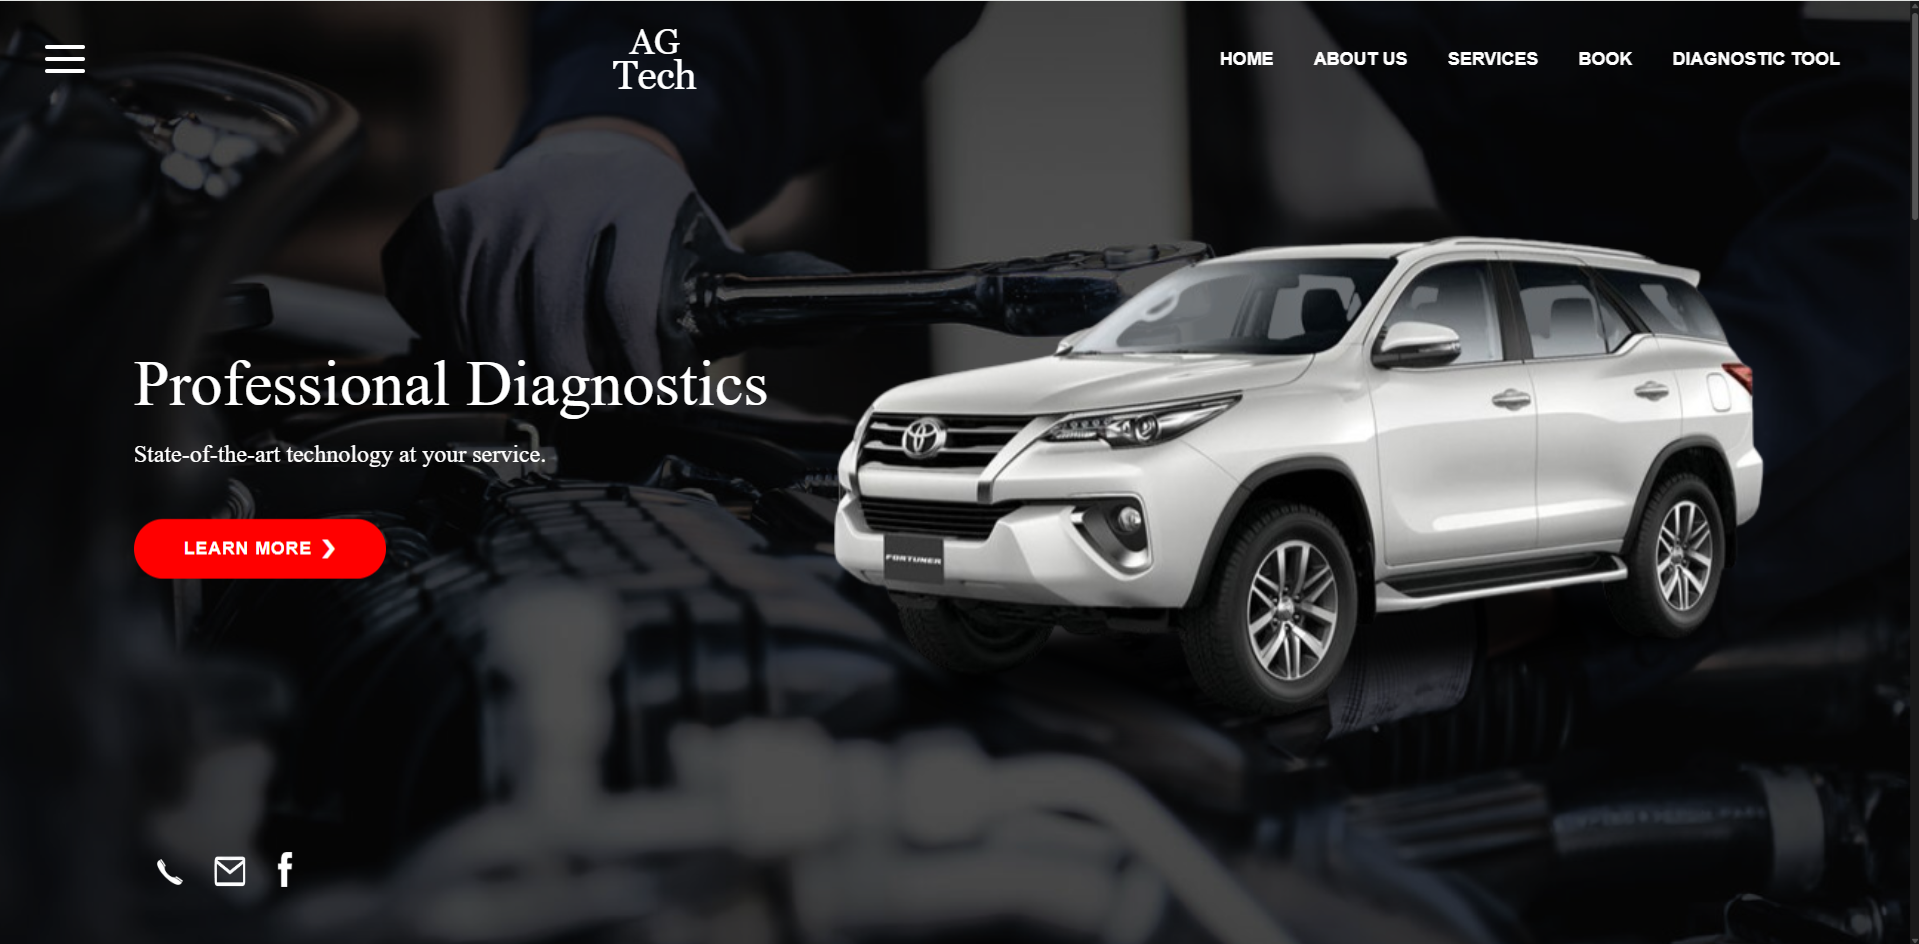 AG
Tech
HOME ABOUT US SERVICES BOOK DIAGNOSTIC TOOL
Professional Diagnostics
State-of-the-art technology at your service.
LEARN MORE ❯
FORTUNER